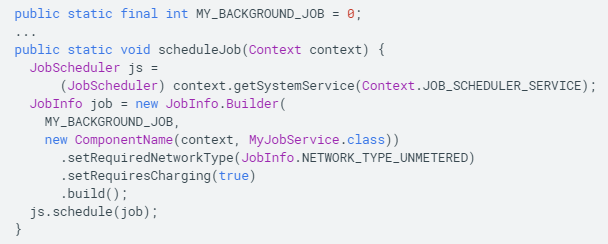 public static final int MY_BACKGROUND_JOB = 0;
...
public static void scheduleJob(Context context) {
  JobScheduler js =
      (JobScheduler) context.getSystemService(Context.JOB_SCHEDULER_SERVICE);
  JobInfo job = new JobInfo.Builder(
    MY_BACKGROUND_JOB,
    new ComponentName(context, MyJobService.class))
      .setRequiredNetworkType(JobInfo.NETWORK_TYPE_UNMETERED)
      .setRequiresCharging(true)
      .build();
  js.schedule(job);
}